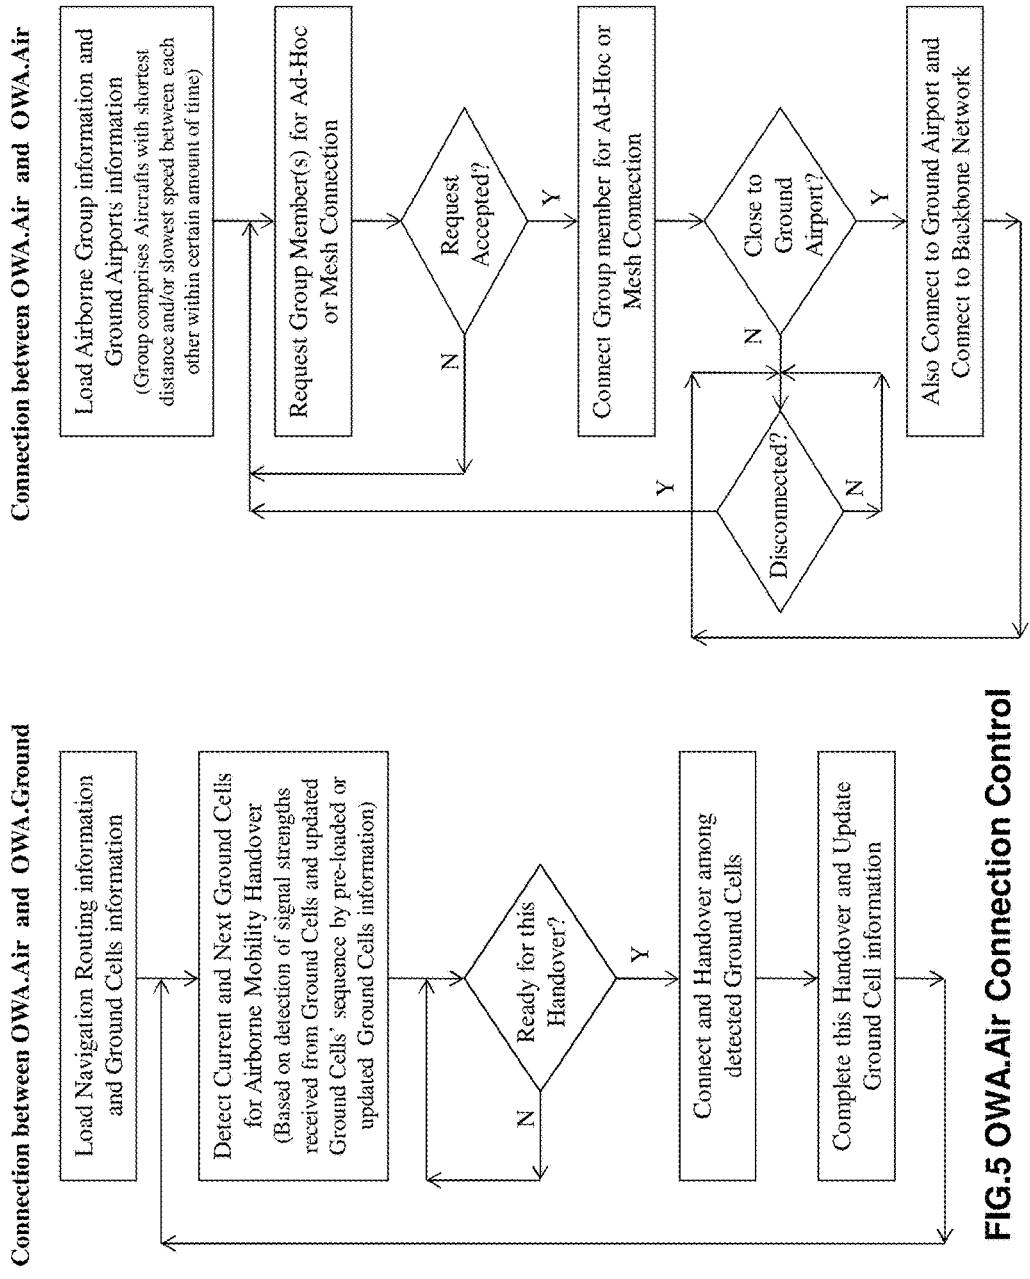 Connection between OWA.Air and OWA.Ground
Load Navigation Routing information
and Ground Cells information
Detect Current and Next Ground Cells
for Airborne Mobility Handover
(Based on detection of signal strengths
received from Ground Cells and updated
Ground Cells' sequence by pre-loaded or
updated Ground Cells information)
Ready for this
Handover?
N
Y
Connect and Handover among
detected Ground Cells
Complete this Handover and Update
Ground Cell information
Connection between OWA.Air and OWA.Air
Load Airborne Group information and
Ground Airports information
(Group comprises Aircrafts with shortest
distance and/or slowest speed between each
other within certain amount of time)
Request Group Member(s) for Ad-Hoc
or Mesh Connection
Request
Accepted?
N
Y
Connect Group member for Ad-Hoc or
Mesh Connection
Close to
Ground
Airport?
N
Y
Disconnected?
Y
N
Also Connect to Ground Airport and
Connect to Backbone Network
FIG.5 OWA.Air Connection Control